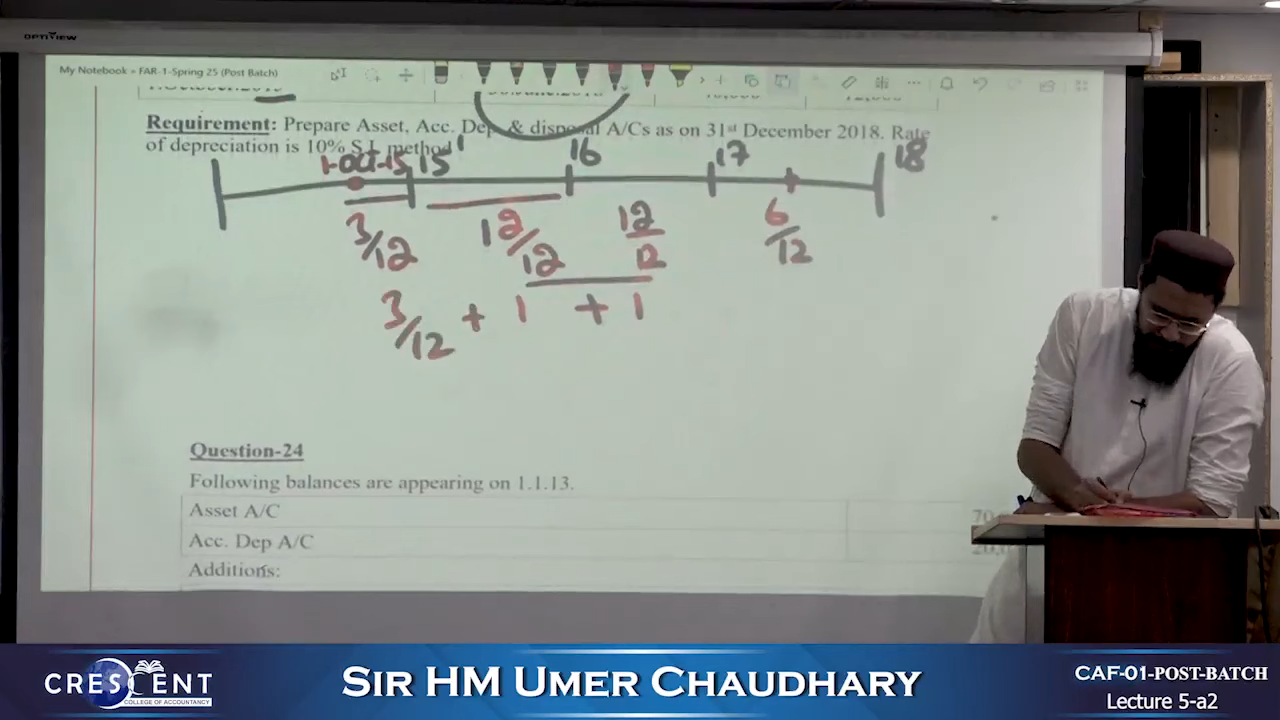 OPTIVIEW
My Notebook » FAR-1-Spring 25 (Post Batch)
Requirement: Prepare Asset, Acc. Dep. & disposal A/Cs as on 31st December 2018. Rate
of depreciation is 10% S.L method
1-Oct-15 15 16 17 18
3/12 12/12 12/12 6/12
3/12 + 1 + 1
Question-24
Following balances are appearing on 1.1.13.
Asset A/C
Acc. Dep A/C
Additions:
CRESCENT
COLLEGE OF ACCOUNTANCY
SIR HM UMER CHAUDHARY
CAF-01-POST-BATCH
Lecture 5-a2